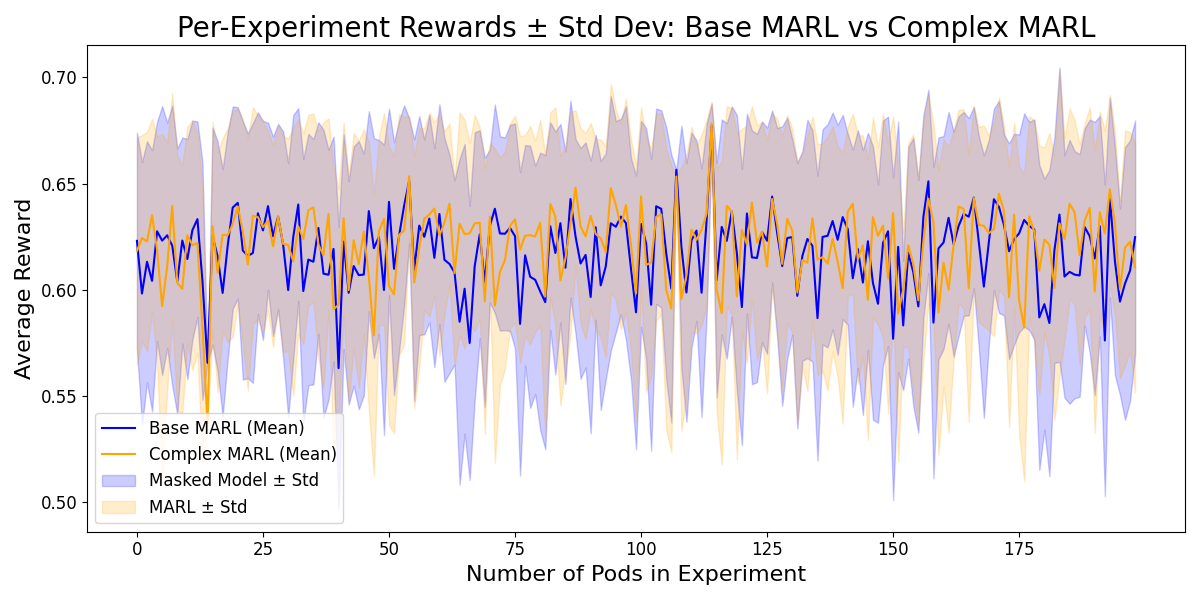 Per-Experiment Rewards ± Std Dev: Base MARL vs Complex MARL
Average Reward
0.70
0.65
0.60
0.55
0.50
Base MARL (Mean)
Complex MARL (Mean)
Masked Model ± Std
MARL ± Std
0 25 50 75 100 125 150 175
Number of Pods in Experiment